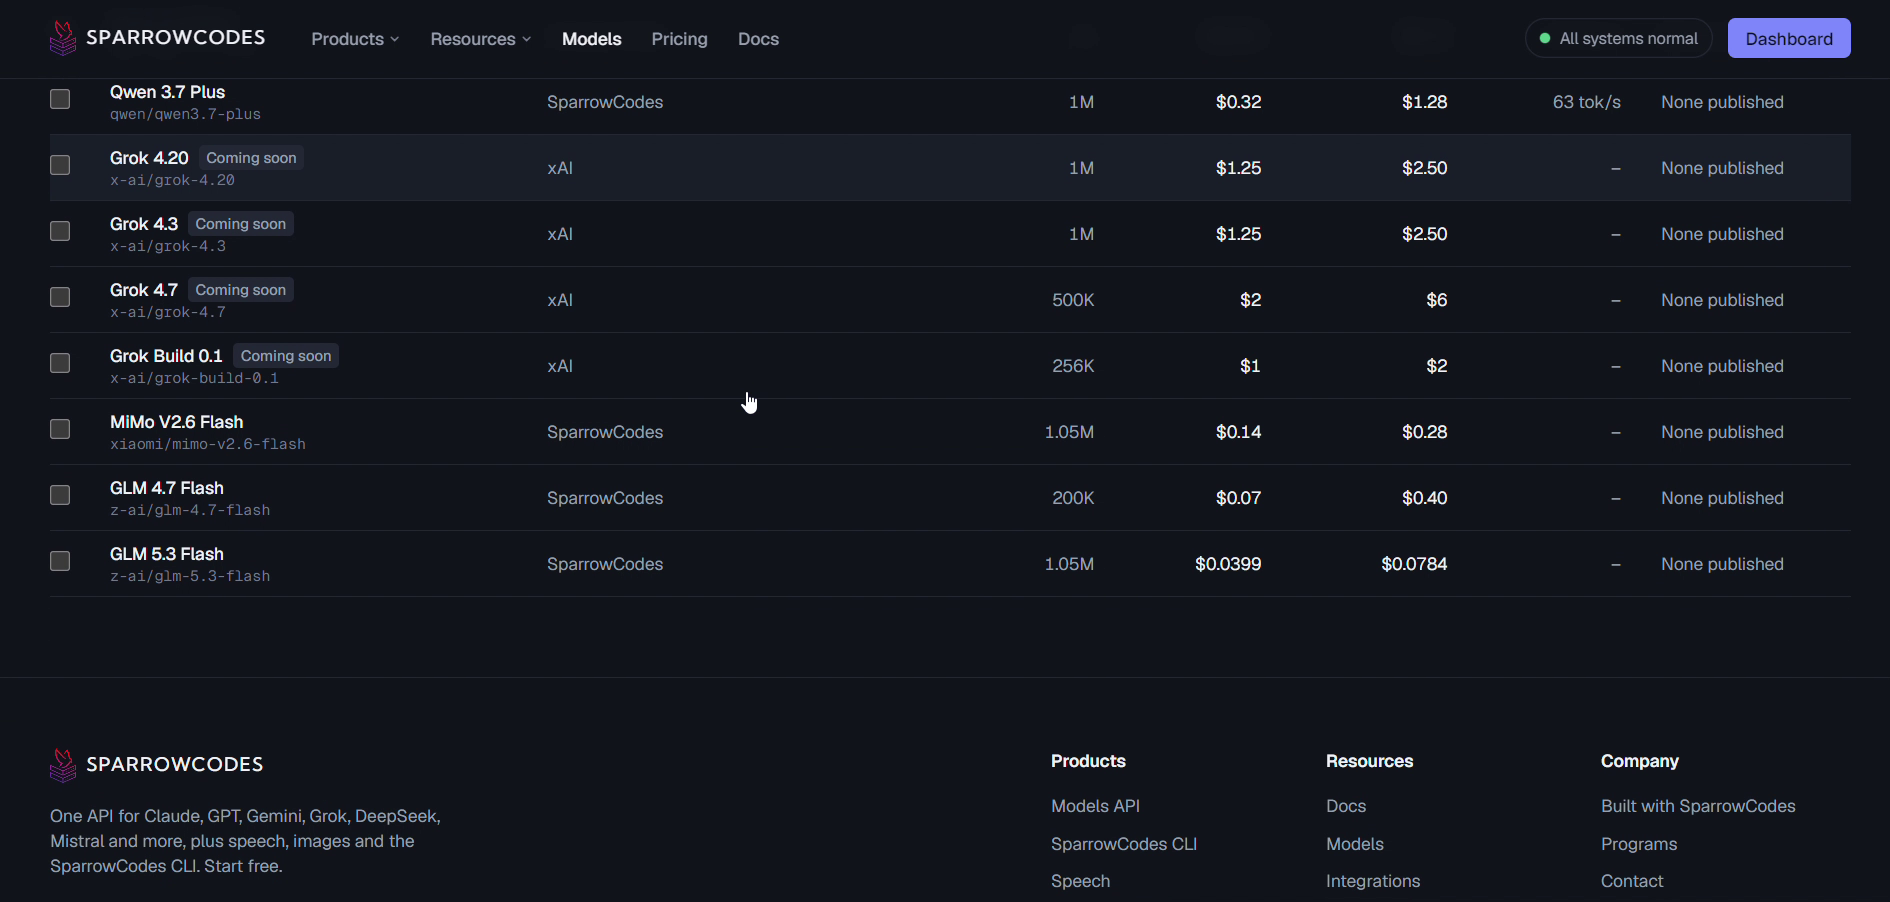 SPARROWCODES Products Resources Models Pricing Docs All systems normal Dashboard
Qwen 3.7 Plus
qwen/qwen3.7-plus
SparrowCodes 1M $0.32 $1.28 63 tok/s None published
Grok 4.20 Coming soon
x-ai/grok-4.20
xAI 1M $1.25 $2.50 – None published
Grok 4.3 Coming soon
x-ai/grok-4.3
xAI 1M $1.25 $2.50 – None published
Grok 4.7 Coming soon
x-ai/grok-4.7
xAI 500K $2 $6 – None published
Grok Build 0.1 Coming soon
x-ai/grok-build-0.1
xAI 256K $1 $2 – None published
MiMo V2.6 Flash
xiaomi/mimo-v2.6-flash
SparrowCodes 1.05M $0.14 $0.28 – None published
GLM 4.7 Flash
z-ai/glm-4.7-flash
SparrowCodes 200K $0.07 $0.40 – None published
GLM 5.3 Flash
z-ai/glm-5.3-flash
SparrowCodes 1.05M $0.0399 $0.0784 – None published
SPARROWCODES
One API for Claude, GPT, Gemini, Grok, DeepSeek,
Mistral and more, plus speech, images and the
SparrowCodes CLI. Start free.
Products
Models API
SparrowCodes CLI
Speech
Resources
Docs
Models
Integrations
Company
Built with SparrowCodes
Programs
Contact